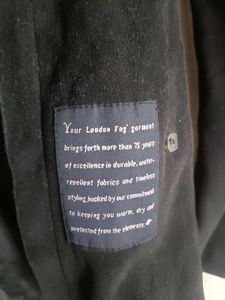 Your London Fog® garment
brings forth more than 75 years
of excellence in durable, water-
repellent fabrics and timeless
styling, backed by our commitment
to keeping you warm, dry and
protected from the elements.